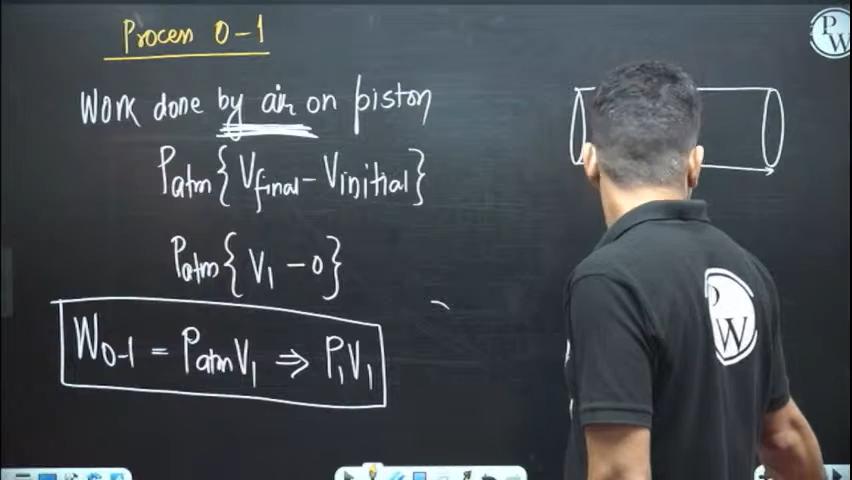 Process 0-1
P
W
Work done by air on piston
Patm{Vfinal - Vinitial}
Patm{V1 - 0}
W0-1 = PatmV1 ⇒ P1V1
P
W